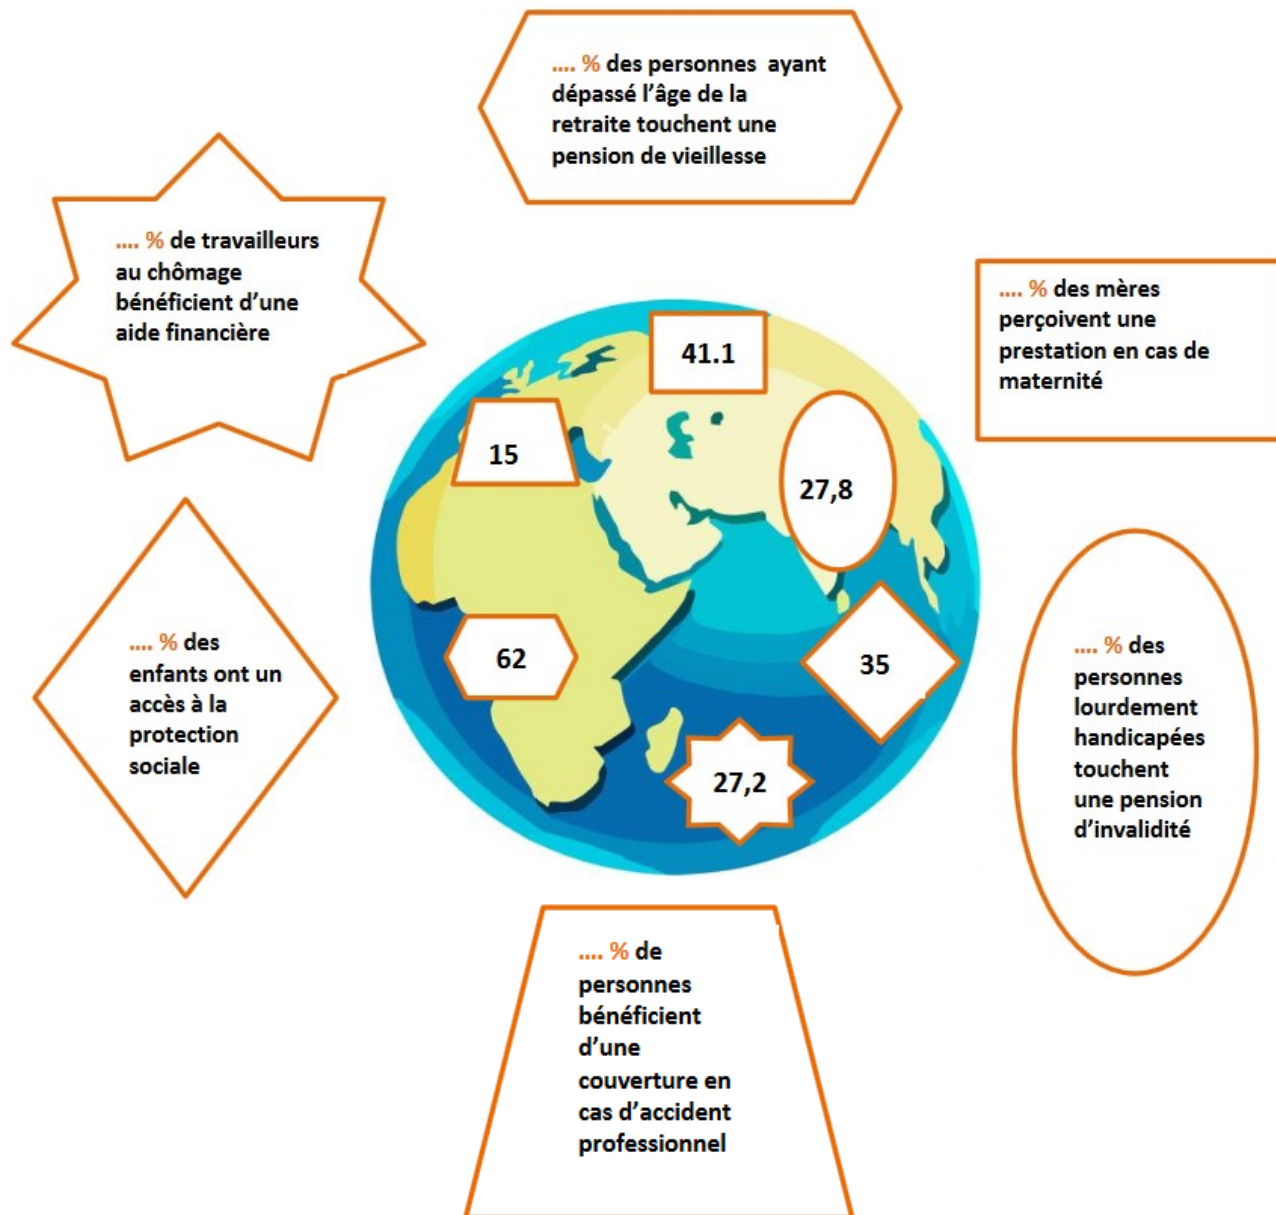 .... % des personnes ayant
dépassé l'âge de la
retraite touchent une
pension de vieillesse
.... % de travailleurs
au chômage
bénéficient d'une
aide financière
.... % des mères
perçoivent une
prestation en cas de
maternité
41.1
15
27,8
62
35
27,2
.... % des
enfants ont un
accès à la
protection
sociale
.... % des
personnes
lourdement
handicapées
touchent
une pension
d'invalidité
.... % de
personnes
bénéficient
d'une
couverture en
cas d'accident
professionnel